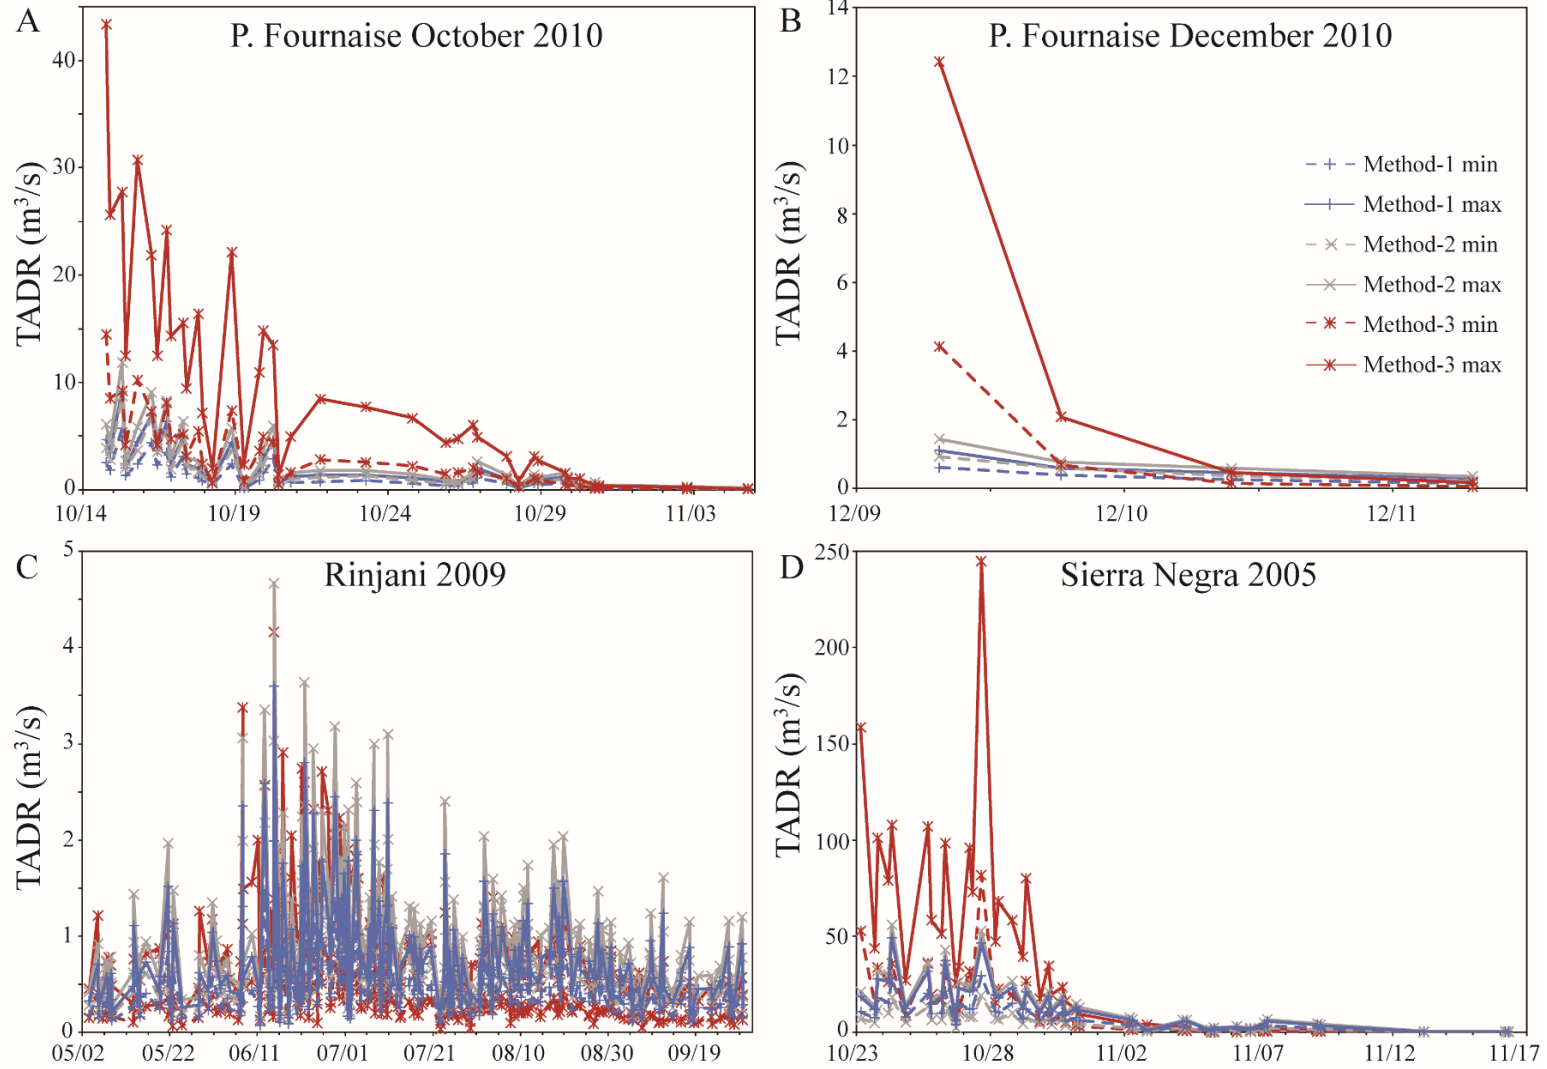 A
P. Fournaise October 2010
TADR (m³/s)
40
30
20
10
0
10/14
10/19
10/24
10/29
11/03
B
P. Fournaise December 2010
TADR (m³/s)
14
12
10
8
6
4
2
0
12/09
12/10
12/11
Method-1 min
Method-1 max
Method-2 min
Method-2 max
Method-3 min
Method-3 max
C
Rinjani 2009
TADR (m³/s)
5
4
3
2
1
0
05/02
05/22
06/11
07/01
07/21
08/10
08/30
09/19
D
Sierra Negra 2005
TADR (m³/s)
250
200
150
100
50
0
10/23
10/28
11/02
11/07
11/12
11/17